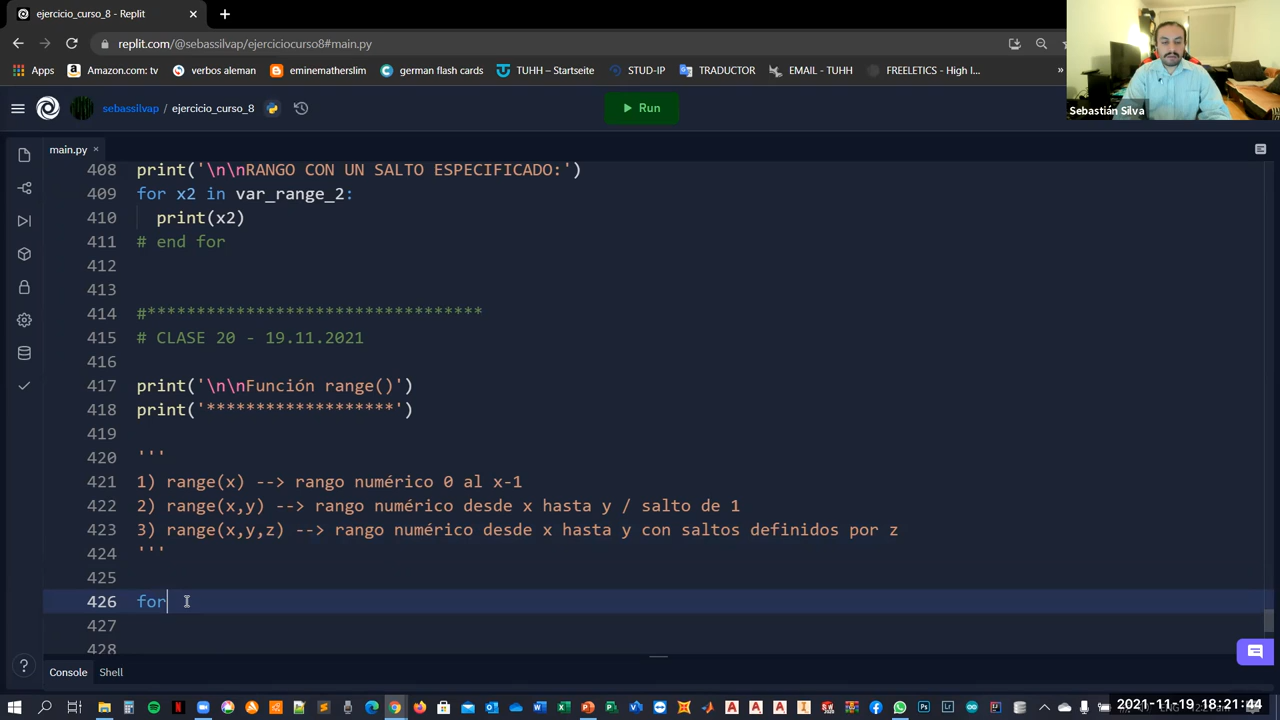 ejercicio_curso_8 - Replit
replit.com/@sebassilvap/ejerciciocurso8#main.py
Apps Amazon.com: tv verbos aleman eminematherslim german flash cards TUHH – Startseite STUD-IP TRADUCTOR EMAIL - TUHH FREELETICS - High I... »
Sebastián Silva
sebassilvap / ejercicio_curso_8 Run
main.py
408 print('\n\nRANGO CON UN SALTO ESPECIFICADO:')
409 for x2 in var_range_2:
410 print(x2)
411 # end for
412
413
414 #**********************************
415 # CLASE 20 - 19.11.2021
416
417 print('\n\nFunción range()')
418 print('*******************')
419
420 '''
421 1) range(x) --> rango numérico 0 al x-1
422 2) range(x,y) --> rango numérico desde x hasta y / salto de 1
423 3) range(x,y,z) --> rango numérico desde x hasta y con saltos definidos por z
424 '''
425
426 for
427
428
Console Shell
2021-11-19 18:21:44